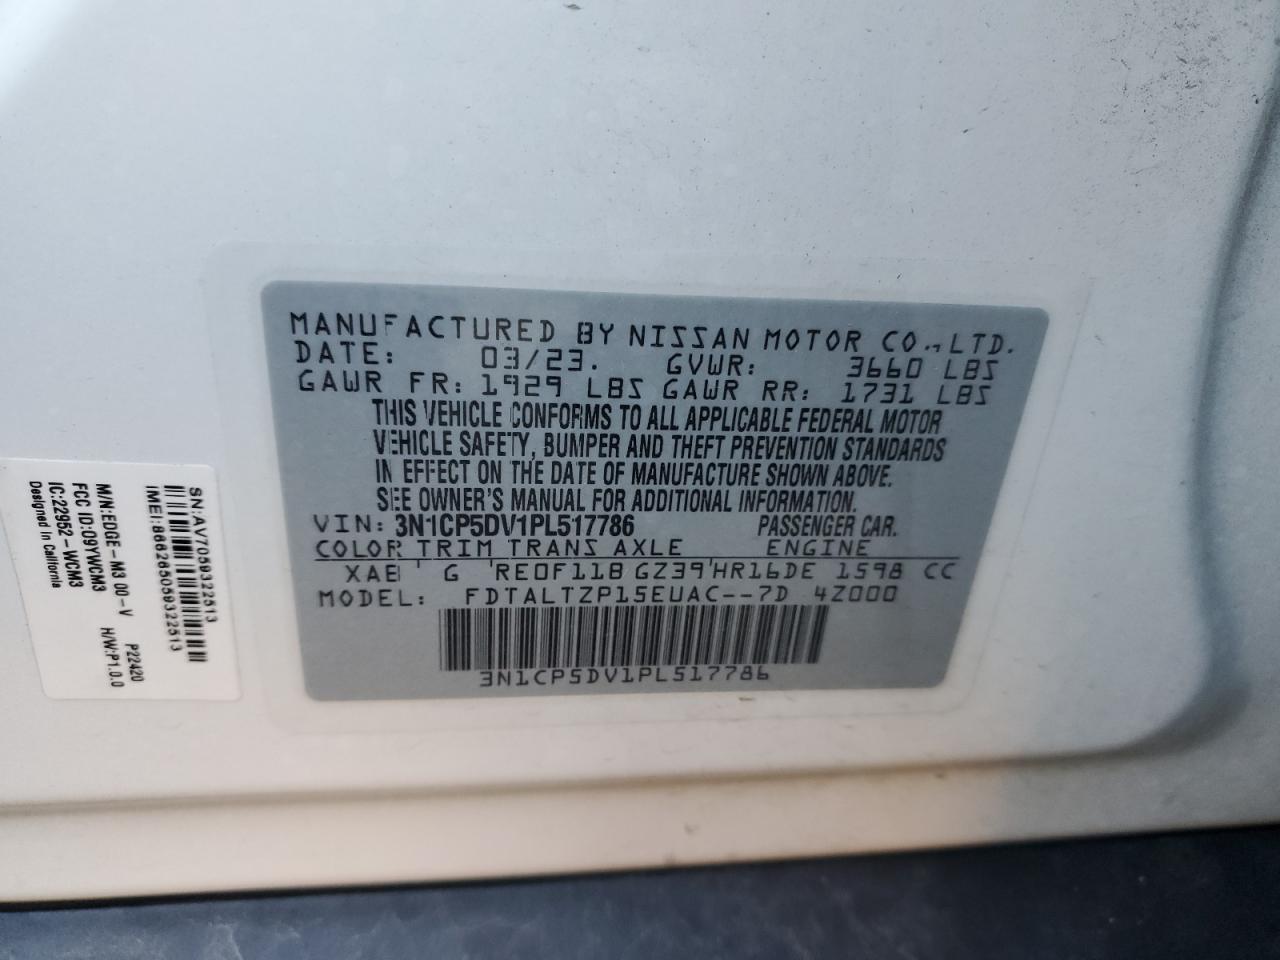 MANUFACTURED BY NISSAN MOTOR CO., LTD.
DATE: 03/23. GVWR: 3660 LBS
GAWR FR: 1929 LBS GAWR RR: 1731 LBS
THIS VEHICLE CONFORMS TO ALL APPLICABLE FEDERAL MOTOR
VEHICLE SAFETY, BUMPER AND THEFT PREVENTION STANDARDS
IN EFFECT ON THE DATE OF MANUFACTURE SHOWN ABOVE.
SEE OWNER'S MANUAL FOR ADDITIONAL INFORMATION.
VIN: 3N1CP5DV1PL517786 PASSENGER CAR.
COLOR TRIM TRANS AXLE ENGINE
XAB G RE0F11B GZ39 HR16DE 1598 CC
MODEL: FDTALTZP15EUAC--7D 4Z000
3N1CP5DV1PL517786
SN:AV7059322513
IMEI:866285059322513
M/N:EDGE-M3 00-V P22420
FCC ID:09YWCM3 H/W:P1.0.0
IC:22952-WCM3
Designed In California